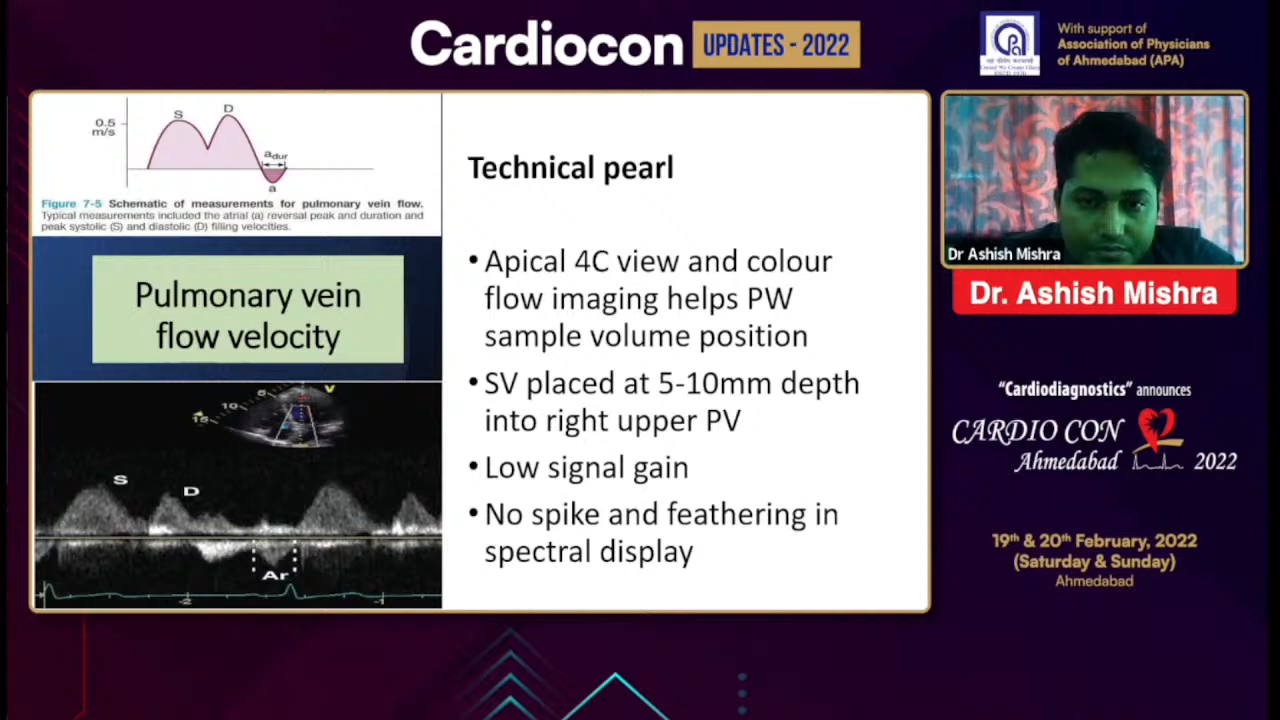 Cardiocon
UPDATES - 2022
With support of
Association of Physicians
of Ahmedabad (APA)
S
D
0.5
m/s
adur
a
Figure 7-5 Schematic of measurements for pulmonary vein flow.
Typical measurements included the atrial (a) reversal peak and duration and
peak systolic (S) and diastolic (D) filling velocities.
Pulmonary vein
flow velocity
V
5
10
15
S
D
Ar
-2
-1
Technical pearl
• Apical 4C view and colour
flow imaging helps PW
sample volume position
• SV placed at 5-10mm depth
into right upper PV
• Low signal gain
• No spike and feathering in
spectral display
Dr Ashish Mishra
Dr. Ashish Mishra
“Cardiodiagnostics” announces
CARDIO CON
Ahmedabad 2022
19th & 20th February, 2022
(Saturday & Sunday)
Ahmedabad